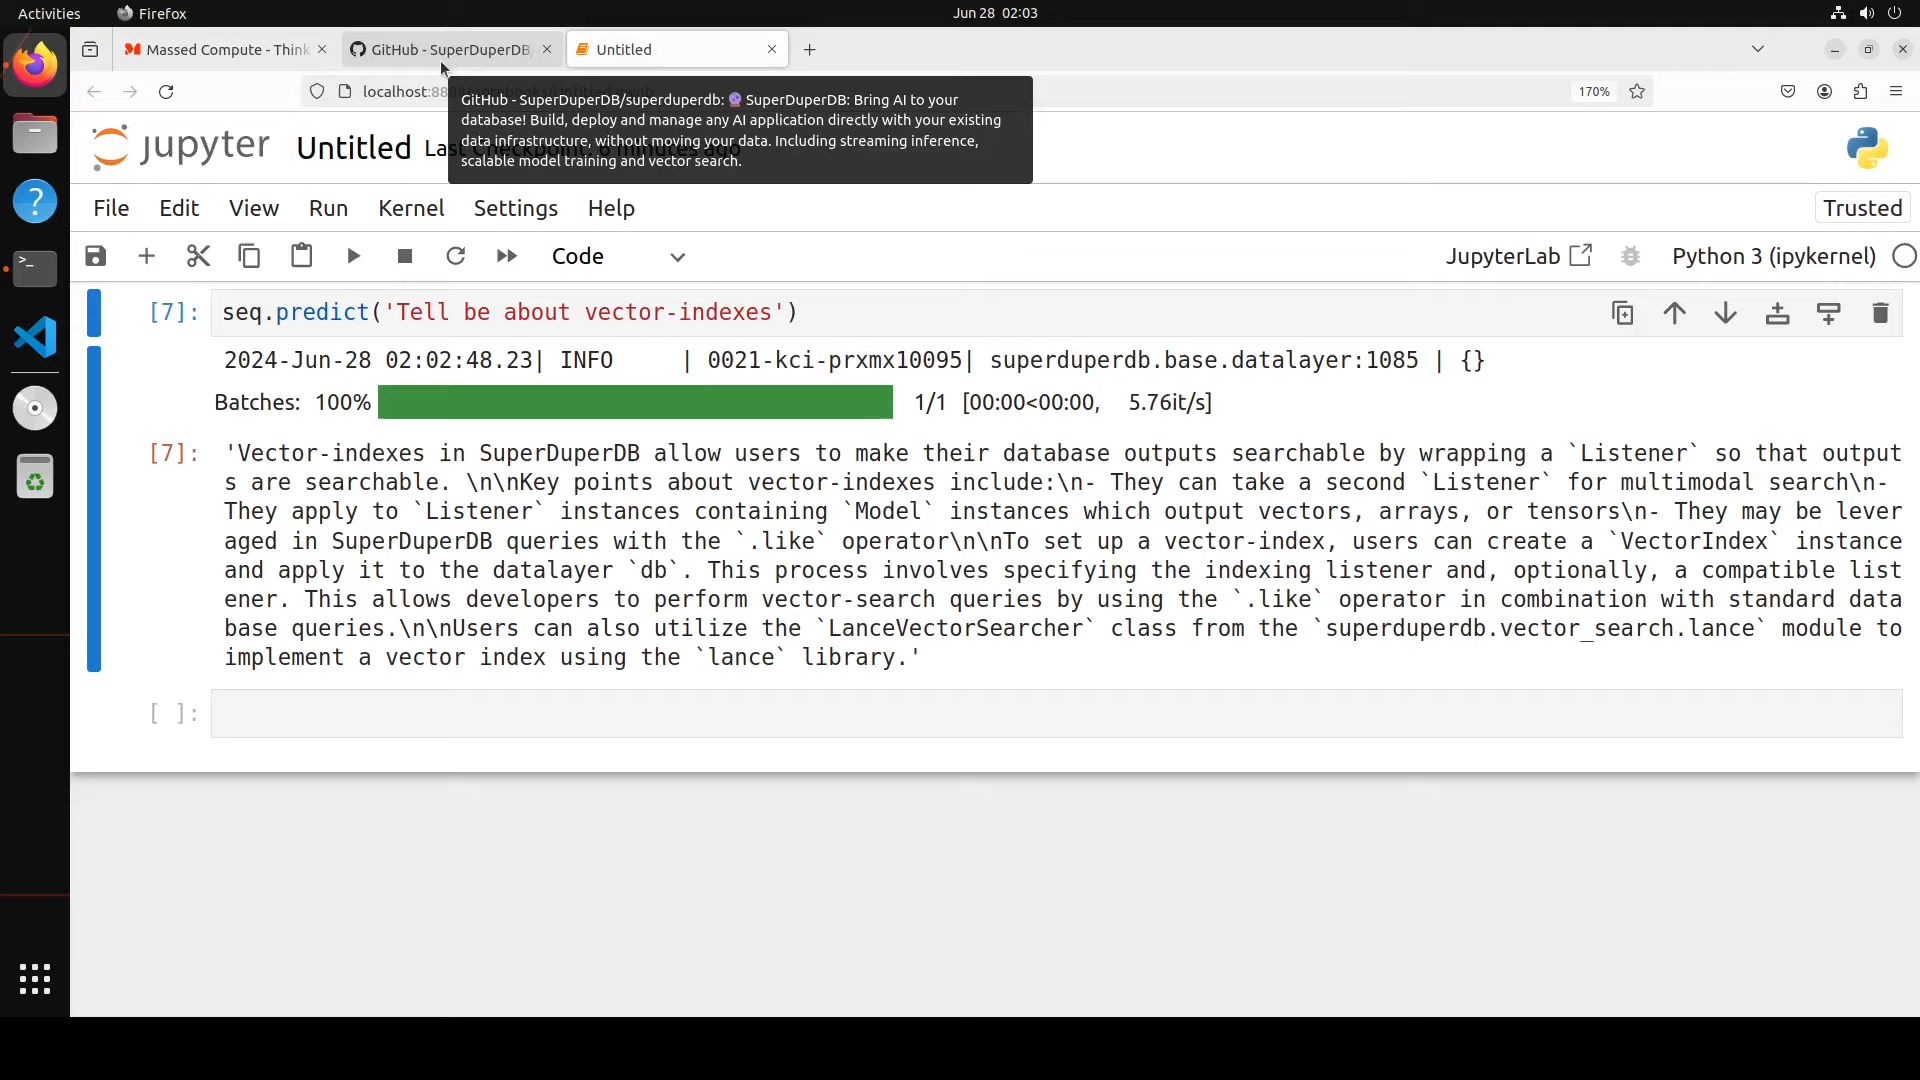 Activities Firefox Jun 28 02:03
Massed Compute - Think GitHub - SuperDuperDB/ Untitled
localhost:8888 170%
GitHub - SuperDuperDB/superduperdb: 🔮 SuperDuperDB: Bring AI to your
database! Build, deploy and manage any AI application directly with your existing
data infrastructure, without moving your data. Including streaming inference,
scalable model training and vector search.
jupyter Untitled Last Checkpoint: 6 minutes ago
File Edit View Run Kernel Settings Help Trusted
Code JupyterLab Python 3 (ipykernel)
[7]: seq.predict('Tell be about vector-indexes')
2024-Jun-28 02:02:48.23| INFO | 0021-kci-prxmx10095| superduperdb.base.datalayer:1085 | {}
Batches: 100% 1/1 [00:00<00:00, 5.76it/s]
[7]: 'Vector-indexes in SuperDuperDB allow users to make their database outputs searchable by wrapping a `Listener` so that output
s are searchable. \n\nKey points about vector-indexes include:\n- They can take a second `Listener` for multimodal search\n-
They apply to `Listener` instances containing `Model` instances which output vectors, arrays, or tensors\n- They may be lever
aged in SuperDuperDB queries with the `.like` operator\n\nTo set up a vector-index, users can create a `VectorIndex` instance
and apply it to the datalayer `db`. This process involves specifying the indexing listener and, optionally, a compatible list
ener. This allows developers to perform vector-search queries by using the `.like` operator in combination with standard data
base queries.\n\nUsers can also utilize the `LanceVectorSearcher` class from the `superduperdb.vector_search.lance` module to
implement a vector index using the `lance` library.'
[ ]: